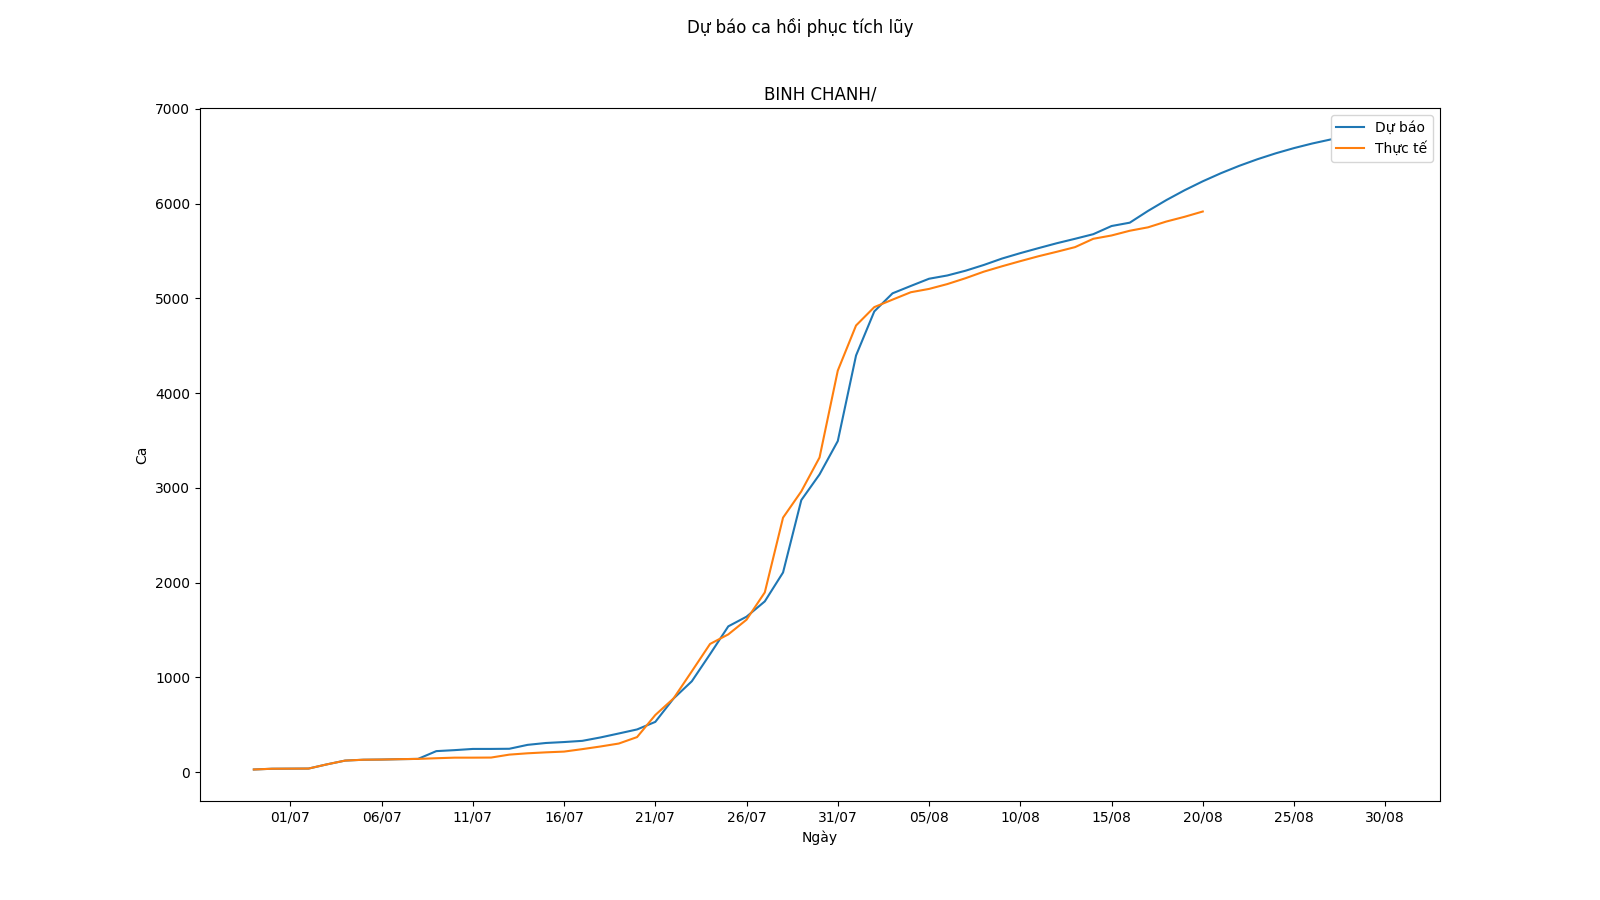 Dự báo ca hồi phục tích lũy
BINH CHANH/
7000
6000
5000
4000
3000
2000
1000
0
Ca
Dự báo
Thực tế
01/07 06/07 11/07 16/07 21/07 26/07 31/07 05/08 10/08 15/08 20/08 25/08 30/08
Ngày